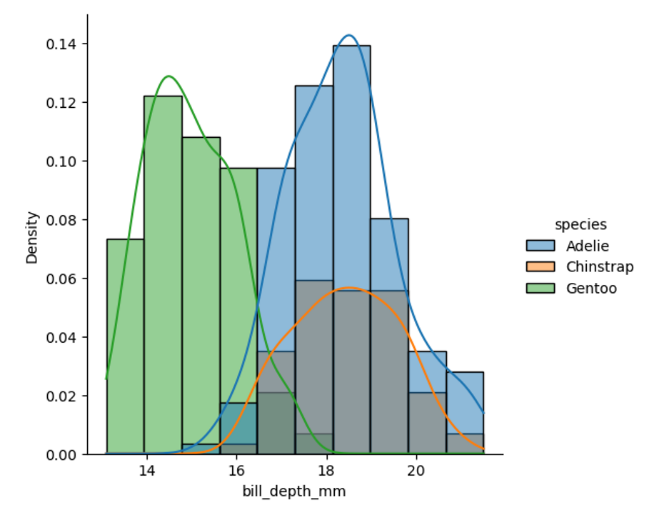 0.14
0.12
0.10
0.08
0.06
0.04
0.02
0.00
Density
14 16 18 20
bill_depth_mm
species
Adelie
Chinstrap
Gentoo